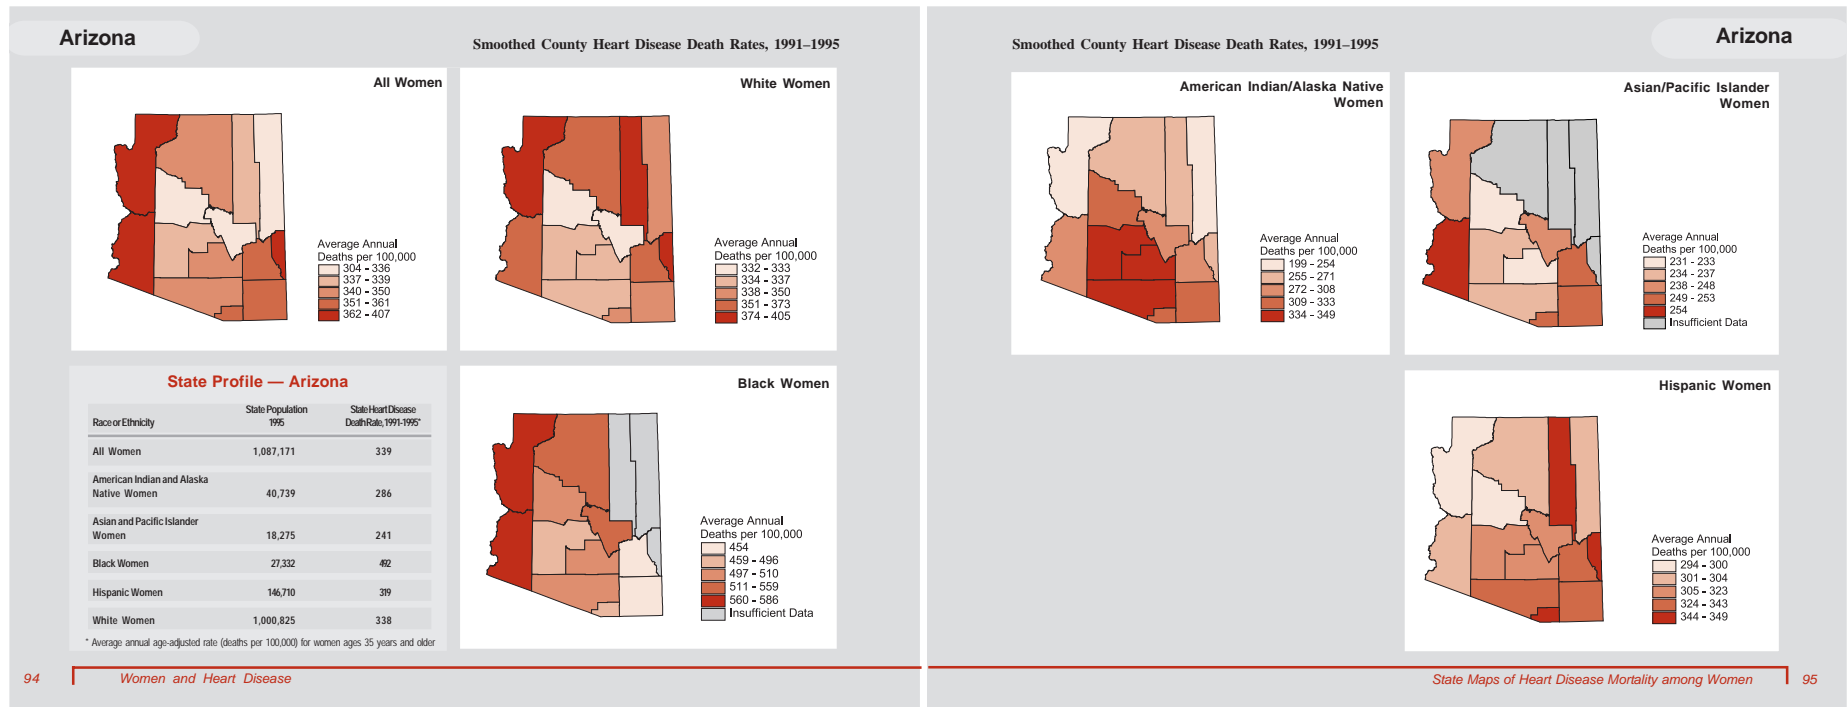 Arizona
Smoothed County Heart Disease Death Rates, 1991–1995
All Women
Average Annual
Deaths per 100,000
304 - 336
337 - 339
340 - 350
351 - 361
362 - 407
White Women
Average Annual
Deaths per 100,000
332 - 333
334 - 337
338 - 350
351 - 373
374 - 405
State Profile — Arizona
Race or Ethnicity State Population 1995 State Heart Disease Death Rate, 1991-1995*
All Women 1,087,171 339
American Indian and Alaska
Native Women 40,739 286
Asian and Pacific Islander
Women 18,275 241
Black Women 27,332 492
Hispanic Women 146,710 319
White Women 1,000,825 338
* Average annual age-adjusted rate (deaths per 100,000) for women ages 35 years and older
Black Women
Average Annual
Deaths per 100,000
454
459 - 496
497 - 510
511 - 559
560 - 586
Insufficient Data
94 Women and Heart Disease
Smoothed County Heart Disease Death Rates, 1991–1995
Arizona
American Indian/Alaska Native
Women
Average Annual
Deaths per 100,000
199 - 254
255 - 271
272 - 308
309 - 333
334 - 349
Asian/Pacific Islander
Women
Average Annual
Deaths per 100,000
231 - 233
234 - 237
238 - 248
249 - 253
254
Insufficient Data
Hispanic Women
Average Annual
Deaths per 100,000
294 - 300
301 - 304
305 - 323
324 - 343
344 - 349
State Maps of Heart Disease Mortality among Women 95